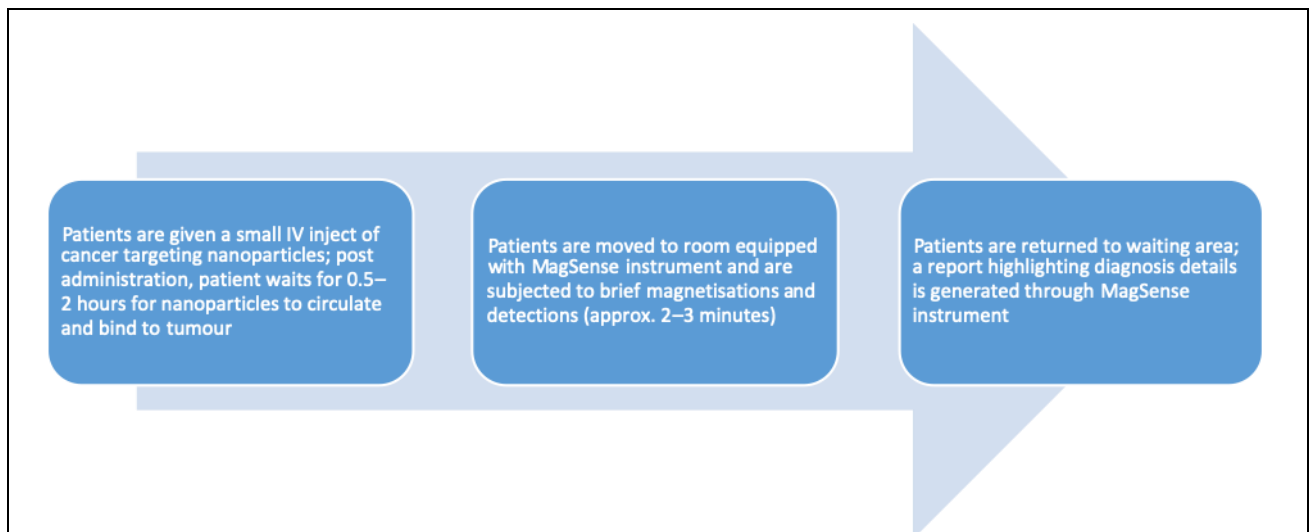 Patients are given a small IV inject of
cancer targeting nanoparticles; post
administration, patient waits for 0.5–
2 hours for nanoparticles to circulate
and bind to tumour
Patients are moved to room equipped
with MagSense instrument and are
subjected to brief magnetisations and
detections (approx. 2–3 minutes)
Patients are returned to waiting area;
a report highlighting diagnosis details
is generated through MagSense
instrument